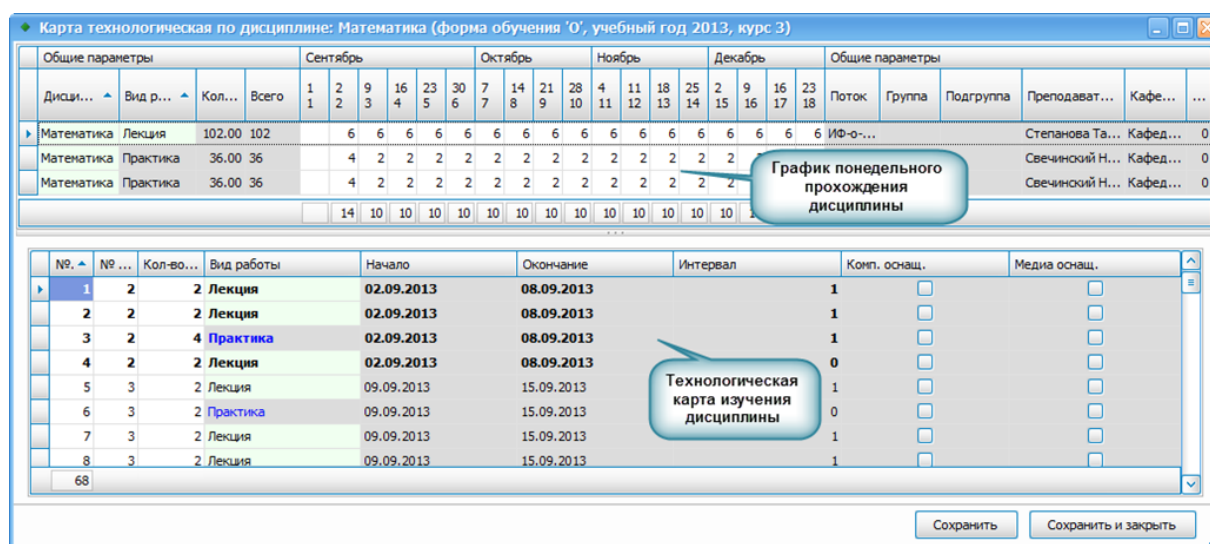 Карта технологическая по дисциплине: Математика (форма обучения 'О', учебный год 2013, курс 3)
Общие параметры Сентябрь Октябрь Ноябрь Декабрь Общие параметры
Дисци... Вид р... Кол... Всего 1 2 9 16 23 30 7 14 21 28 4 11 18 25 2 9 16 23 Поток Группа Подгруппа Преподават... Кафе... ...
1 2 3 4 5 6 7 8 9 10 11 12 13 14 15 16 17 18
Математика Лекция 102.00 102 6 6 6 6 6 6 6 6 6 6 6 6 6 6 6 6 6 ИФ-о-... Степанова Та... Кафед... 0
Математика Практика 36.00 36 4 2 2 2 2 2 2 2 2 2 2 2 2 2 2 Свечинский Н... Кафед...
Математика Практика 36.00 36 4 2 2 2 2 2 2 2 2 2 2 2 2 2 Свечинский Н... Кафед... 0
14 10 10 10 10 10 10 10 10 10 10 10 10 10 10
График понедельного
прохождения
дисциплины
№. № ... Кол-во... Вид работы Начало Окончание Интервал Комп. оснащ. Медиа оснащ.
1 2 2 Лекция 02.09.2013 08.09.2013 1
2 2 2 Лекция 02.09.2013 08.09.2013 1
3 2 4 Практика 02.09.2013 08.09.2013 1
4 2 2 Лекция 02.09.2013 08.09.2013 0
5 3 2 Лекция 09.09.2013 15.09.2013 1
6 3 2 Практика 09.09.2013 15.09.2013 0
7 3 2 Лекция 09.09.2013 15.09.2013 1
8 3 2 Лекция 09.09.2013 15.09.2013 1
Технологическая
карта изучения
дисциплины
68
Сохранить Сохранить и закрыть